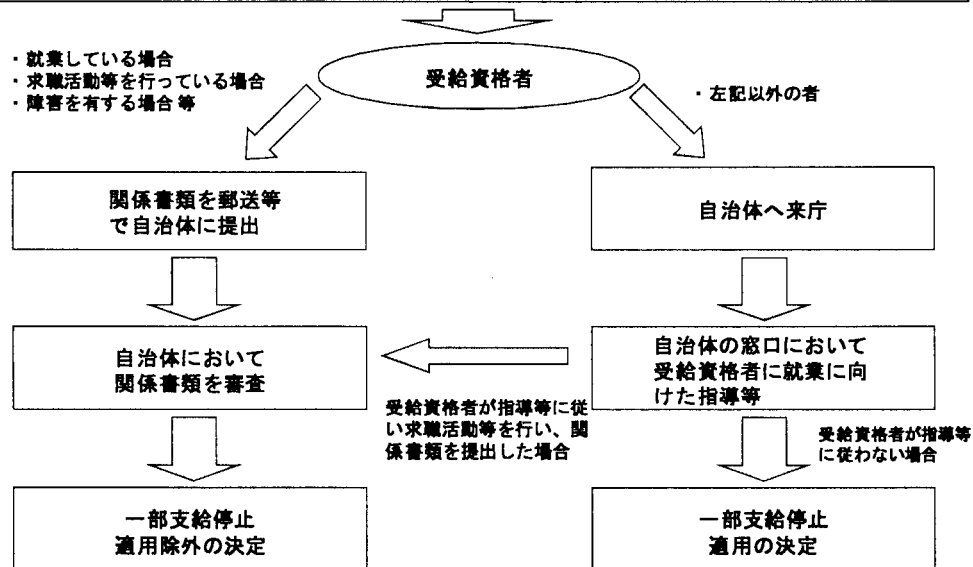 ・就業している場合
・求職活動等を行っている場合
・障害を有する場合等
受給資格者
・左記以外の者
関係書類を郵送等
で自治体に提出
自治体へ来庁
自治体において
関係書類を審査
自治体の窓口において
受給資格者に就業に向
けた指導等
受給資格者が指導等に従
い求職活動等を行い、関
係書類を提出した場合
受給資格者が指導等
に従わない場合
一部支給停止
適用除外の決定
一部支給停止
適用の決定